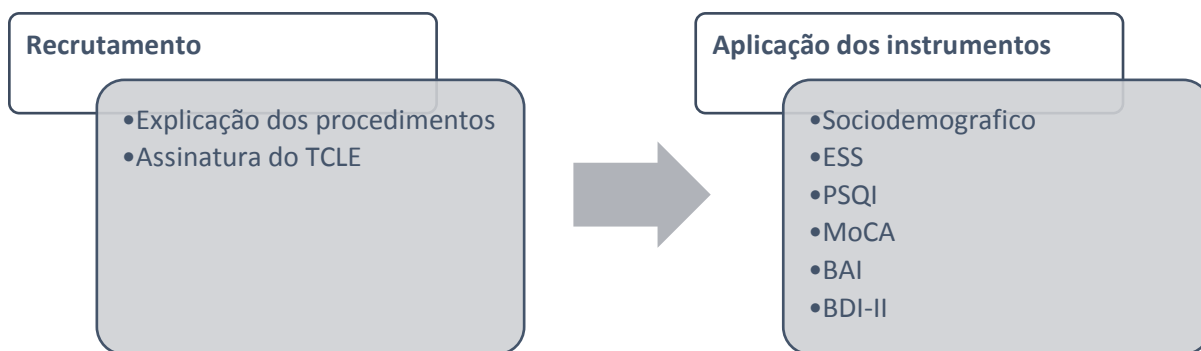 Recrutamento
•Explicação dos procedimentos
•Assinatura do TCLE
Aplicação dos instrumentos
•Sociodemografico
•ESS
•PSQI
•MoCA
•BAI
•BDI-II